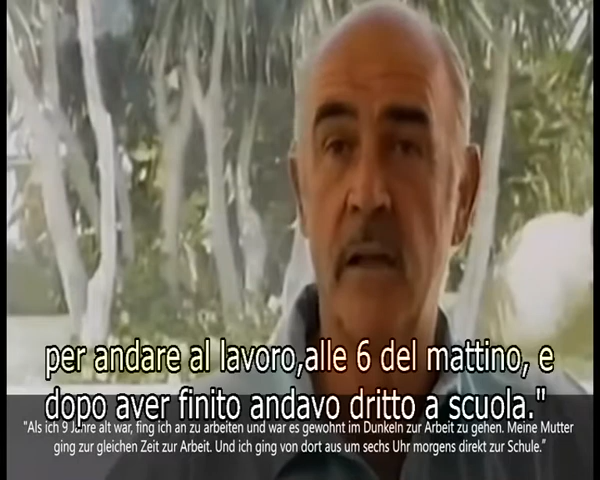 per andare al lavoro,alle 6 del mattino, e
dopo aver finito andavo dritto a scuola."
"Als ich 9 Jahre alt war, fing ich an zu arbeiten und war es gewohnt im Dunkeln zur Arbeit zu gehen. Meine Mutter
ging zur gleichen Zeit zur Arbeit. Und ich ging von dort aus um sechs Uhr morgens direkt zur Schule."